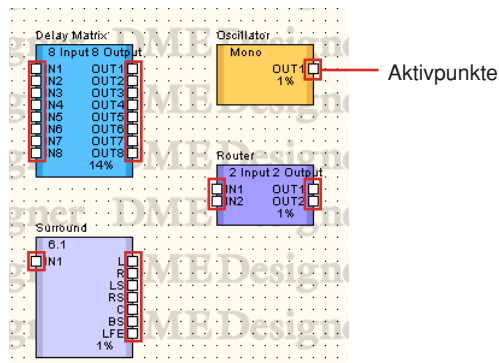 Delay Matrix
8 Input 8 Output
IN1 OUT1
IN2 OUT2
IN3 OUT3
IN4 OUT4
IN5 OUT5
IN6 OUT6
IN7 OUT7
IN8 OUT8
14%
Oscillator
Mono
OUT1
1%
Aktivpunkte
Router
2 Input 2 Output
IN1 OUT1
IN2 OUT2
1%
Surround
6.1
IN1 L
R
LS
RS
C
BS
LFE
1%
DME Designer